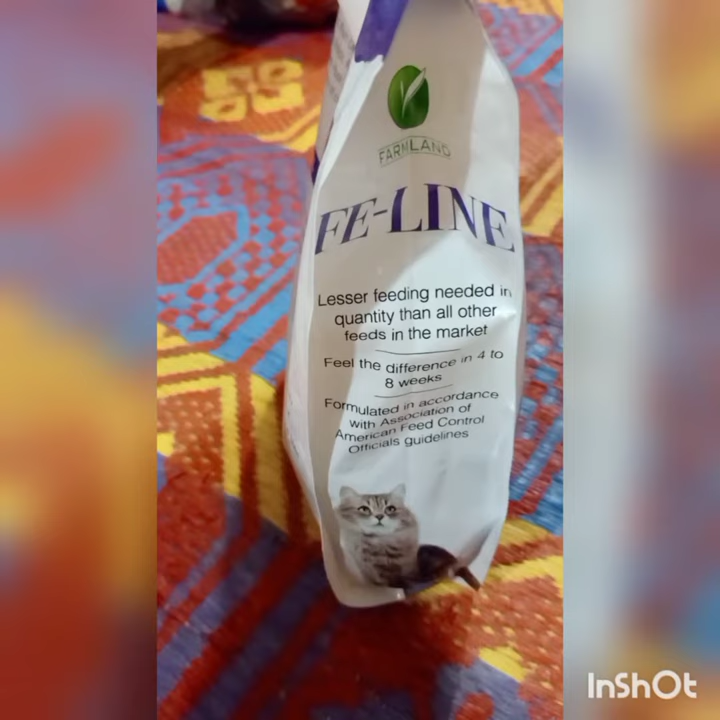 FARMLAND
FE-LINE
Lesser feeding needed in
quantity than all other
feeds in the market
Feel the difference in 4 to
8 weeks
Formulated in accordance
with Association of
American Feed Control
Officials guidelines
InShOt